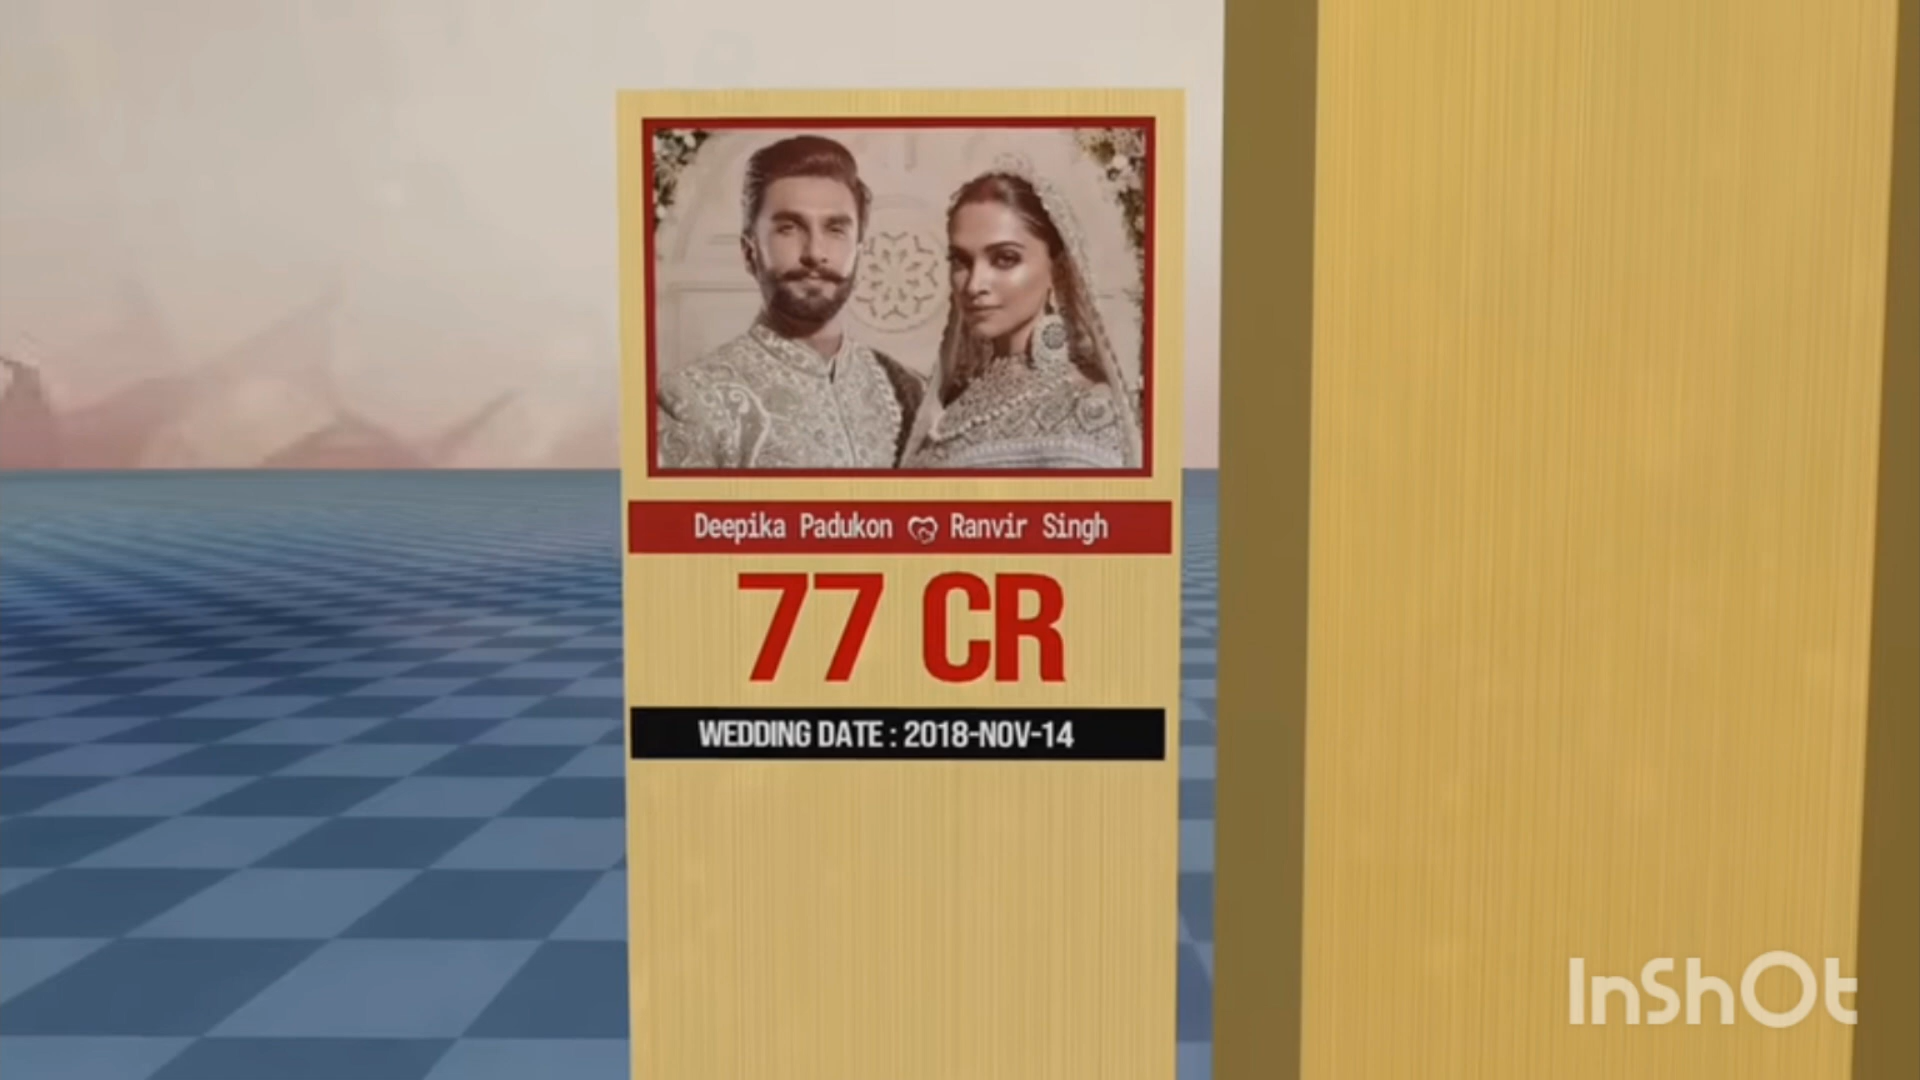 Deepika Padukon Ranvir Singh
77 CR
WEDDING DATE : 2018-NOV-14
InShOt